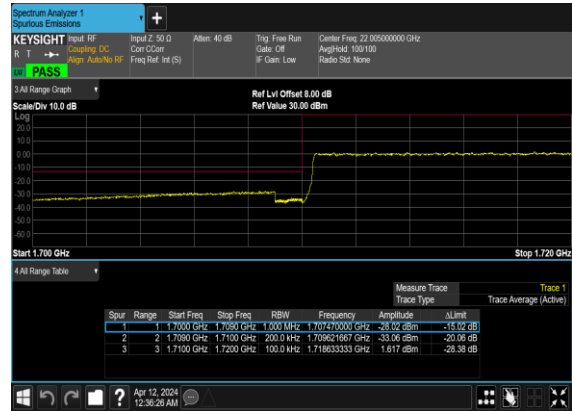 Spectrum Analyzer 1
Spurious Emissions
+
KEYSIGHT Input: RF Input Z: 50 Ω Atten: 40 dB Trig: Free Run Center Freq: 22.005000000 GHz
R T Coupling: DC Corr CCorr Gate: Off Avg|Hold: 100/100
Align: Auto/No RF Freq Ref: Int (S) IF Gain: Low Radio Std: None
LW PASS
3 All Range Graph
Ref Lvl Offset 8.00 dB
Scale/Div 10.0 dB Ref Value 30.00 dBm
Log
20.0
10.0
0.00
-10.0
-20.0
-30.0
-40.0
-50.0
-60.0
Start 1.700 GHz Stop 1.720 GHz
4 All Range Table
Measure Trace Trace 1
Trace Type Trace Average (Active)
Spur Range Start Freq Stop Freq RBW Frequency Amplitude ΔLimit
1 1 1.7000 GHz 1.7090 GHz 1.000 MHz 1.707470000 GHz -28.02 dBm -15.02 dB
2 2 1.7090 GHz 1.7100 GHz 200.0 kHz 1.709621667 GHz -33.06 dBm -20.06 dB
3 3 1.7100 GHz 1.7200 GHz 100.0 kHz 1.718633333 GHz 1.617 dBm -28.38 dB
? Apr 12, 2024
12:36:26 AM